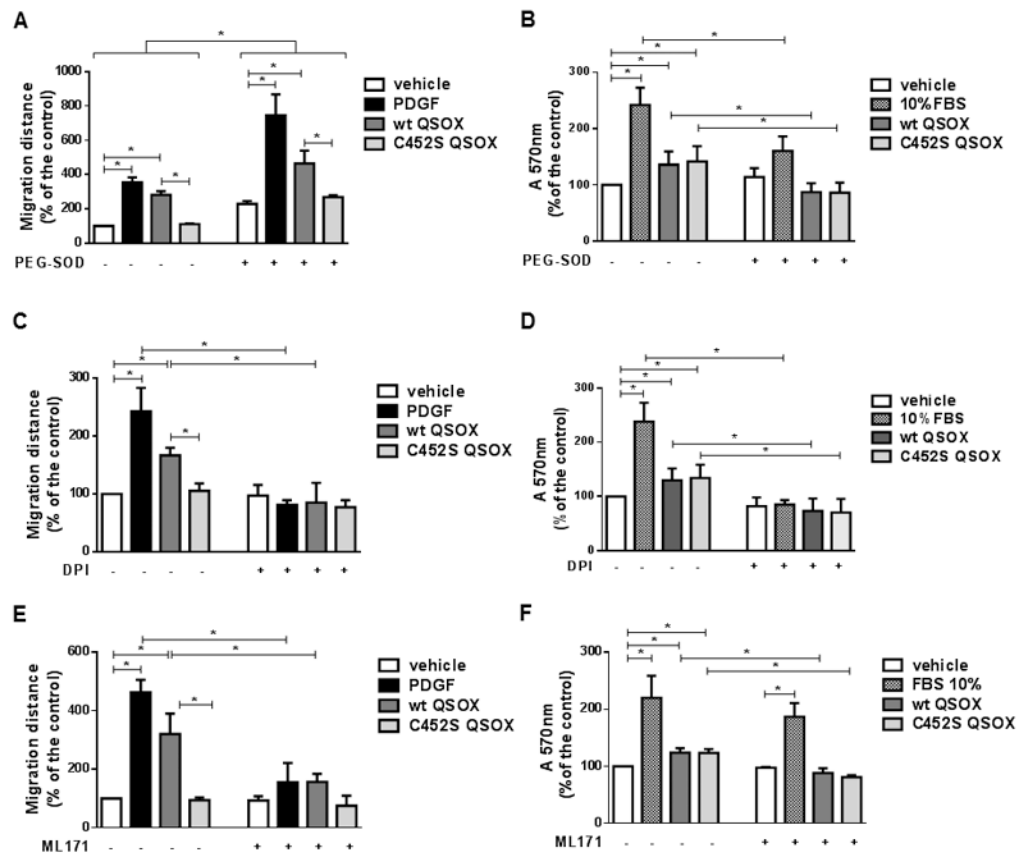 A
*
Migration distance
(% of the control)
1000
800
600
400
200
0
* * *
* * *
vehicle
PDGF
wt QSOX
C452S QSOX
PEG-SOD - - - - + + + +
B
*
*
*
*
*
*
A 570nm
(% of the control)
300
200
100
0
vehicle
10%FBS
wt QSOX
C452S QSOX
PEG-SOD - - - - + + + +
C
*
* *
* *
Migration distance
(% of the control)
300
200
100
0
vehicle
PDGF
wt QSOX
C452S QSOX
DPI - - - - + + + +
D
*
*
*
*
*
*
A 570nm
(% of the control)
300
200
100
0
vehicle
10% FBS
wt QSOX
C452S QSOX
DPI - - - - + + + +
E
*
* *
* *
Migration distance
(% of the control)
600
400
200
0
vehicle
PDGF
wt QSOX
C452S QSOX
ML171 - - - - + + + +
F
*
*
* *
*
* 
A 570nm
(%of the control)
300
200
100
0
vehicle
FBS 10%
wt QSOX
C452S QSOX
ML171 - - - - + + + +